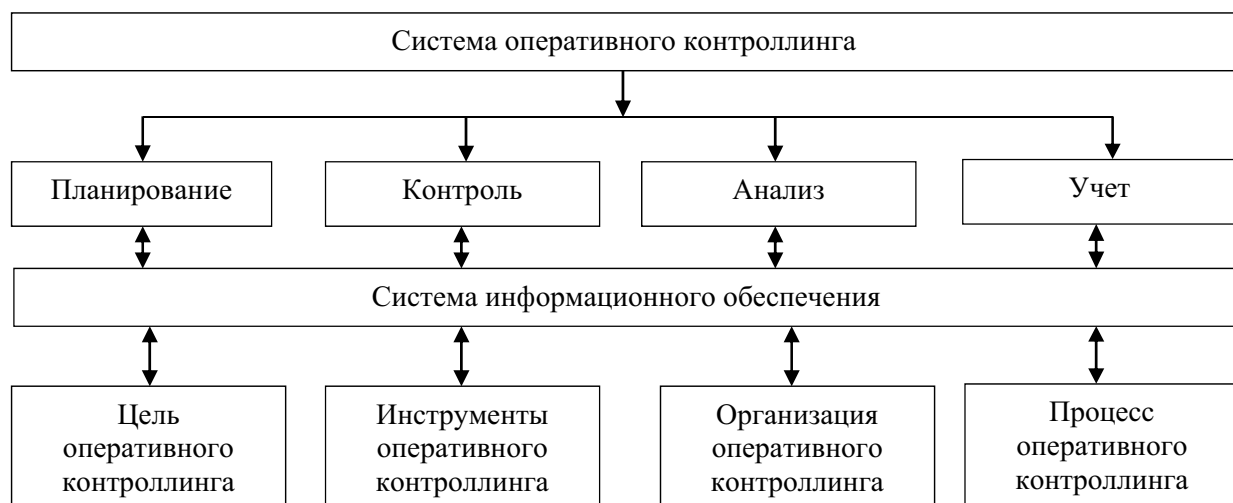 Система оперативного контроллинга
Планирование
Контроль
Анализ
Учет
Система информационного обеспечения
Цель
оперативного
контроллинга
Инструменты
оперативного
контроллинга
Организация
оперативного
контроллинга
Процесс
оперативного
контроллинга